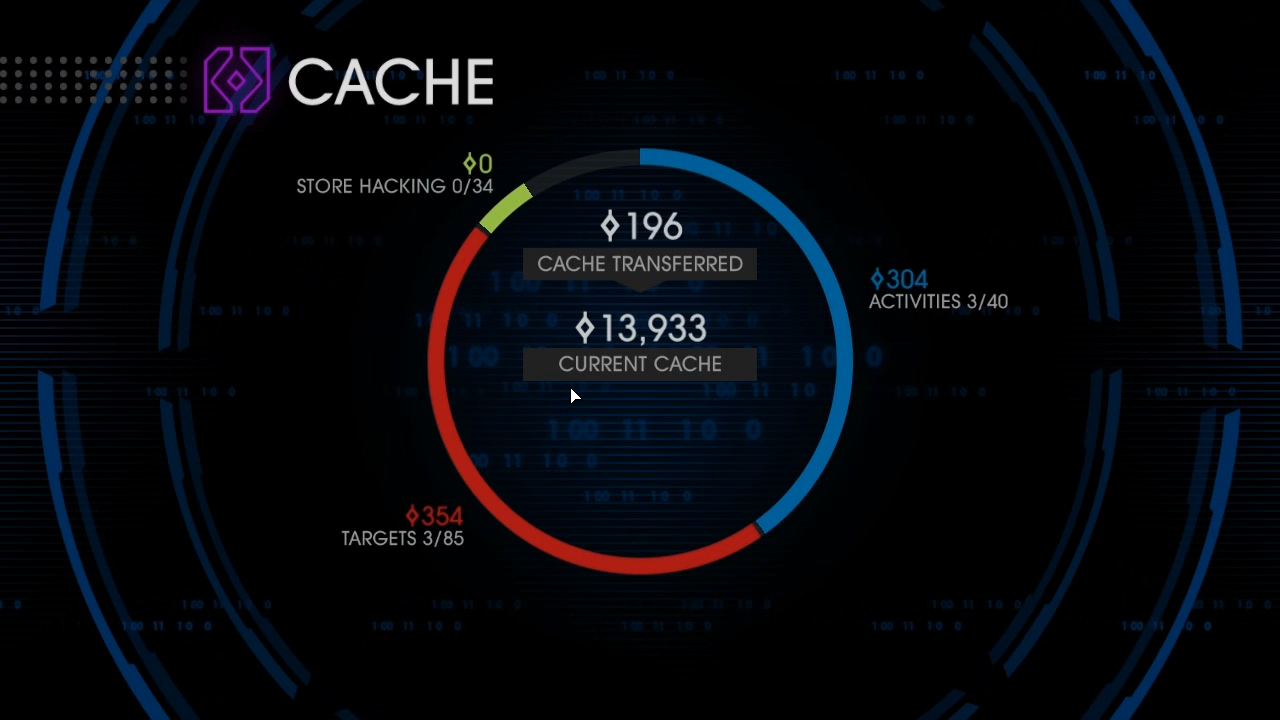 CACHE
0
STORE HACKING 0/34
196
CACHE TRANSFERRED
304
ACTIVITIES 3/40
13,933
CURRENT CACHE
354
TARGETS 3/85